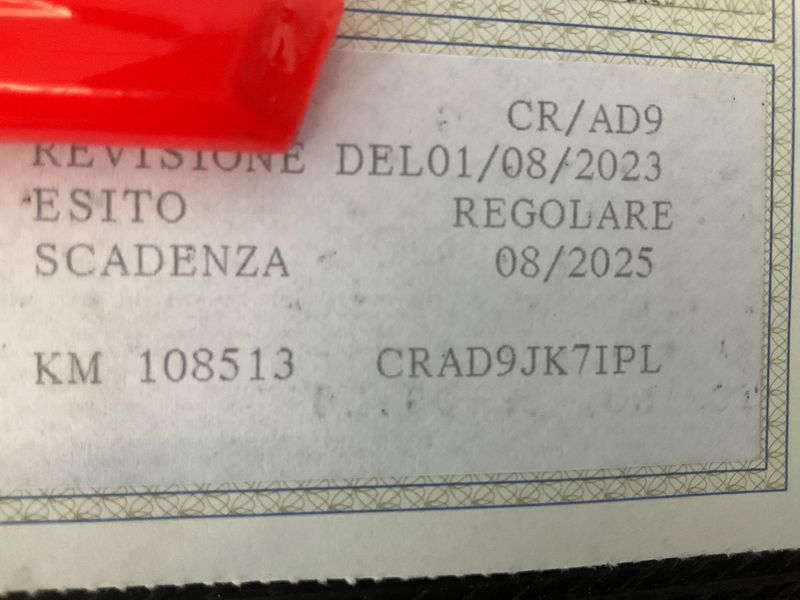 CR/AD9
REVISIONE DEL01/08/2023
ESITO REGOLARE
SCADENZA 08/2025
KM 108513 CRAD9JK7IPL